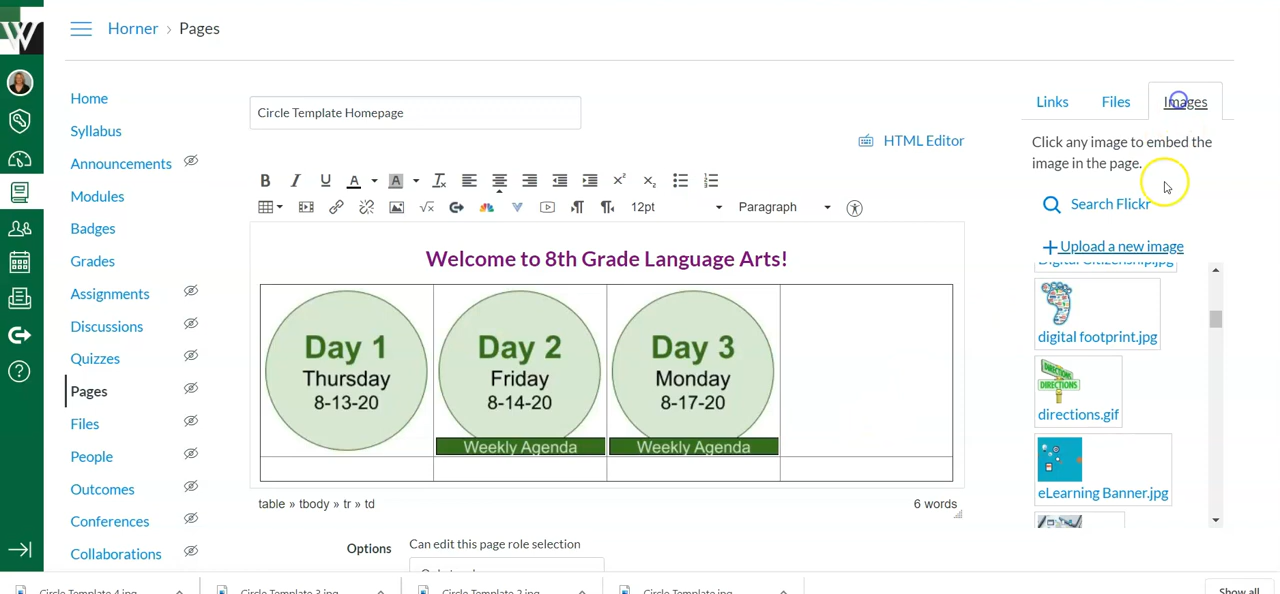 W
Horner > Pages
Home
Syllabus
Announcements
Modules
Badges
Grades
Assignments
Discussions
Quizzes
Pages
Files
People
Outcomes
Conferences
Collaborations
Circle Template Homepage
HTML Editor
12pt
Paragraph
Welcome to 8th Grade Language Arts!
Day 1
Thursday
8-13-20
Day 2
Friday
8-14-20
Weekly Agenda
Day 3
Monday
8-17-20
Weekly Agenda
table » tbody » tr » td
6 words
Options
Can edit this page role selection
Links Files Images
Click any image to embed the
image in the page.
Search Flickr
Upload a new image
digital footprint.jpg
DIRECTIONS
DIRECTIONS
directions.gif
eLearning Banner.jpg
Circle Template 4.jpg
Circle Template 3.jpg
Circle Template 2.jpg
Circle Template.jpg
Show all